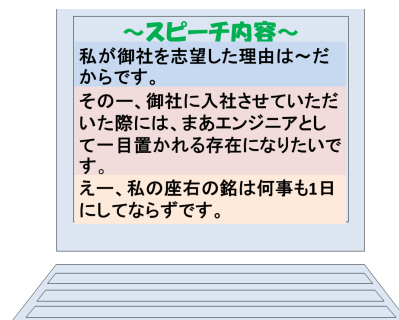 ～スピーチ内容～
私が御社を志望した理由は～だ
からです。
そのー、御社に入社させていただ
いた際には、まあエンジニアとし
て一目置かれる存在になりたいで
す。
えー、私の座右の銘は何事も1日
にしてならずです。